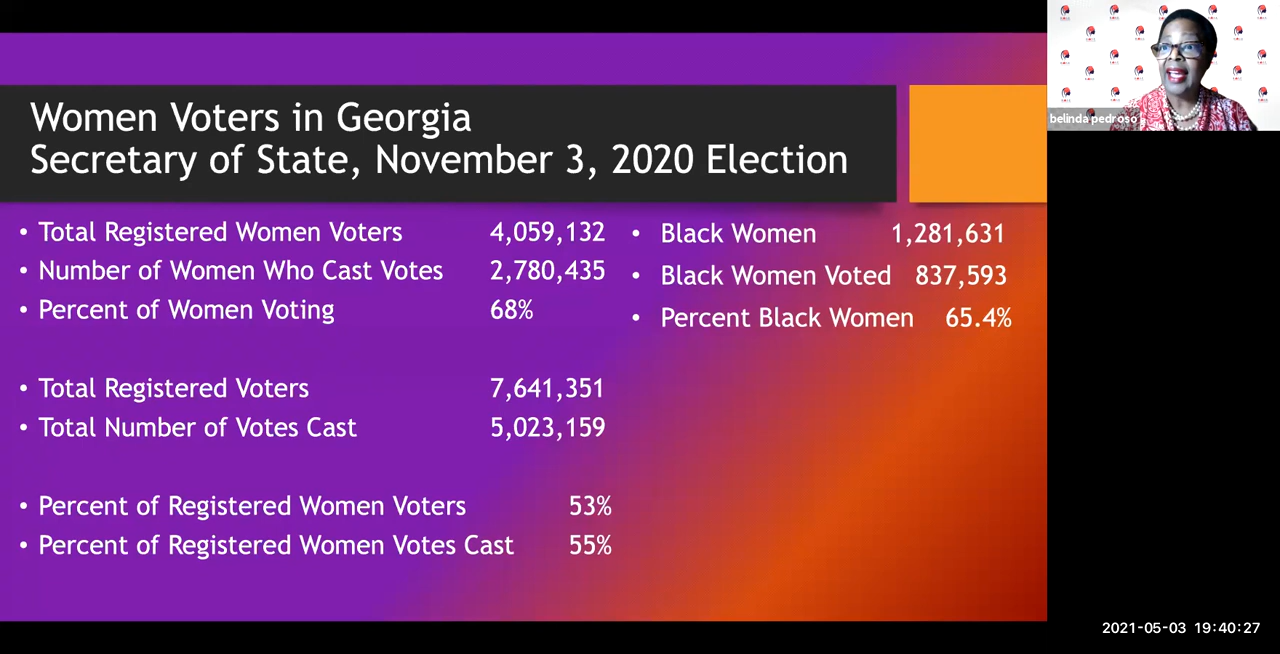 Women Voters in Georgia
Secretary of State, November 3, 2020 Election
• Total Registered Women Voters 4,059,132
• Number of Women Who Cast Votes 2,780,435
• Percent of Women Voting 68%
• Total Registered Voters 7,641,351
• Total Number of Votes Cast 5,023,159
• Percent of Registered Women Voters 53%
• Percent of Registered Women Votes Cast 55%
• Black Women 1,281,631
• Black Women Voted 837,593
• Percent Black Women 65.4%
belinda pedroso
2021-05-03 19:40:27